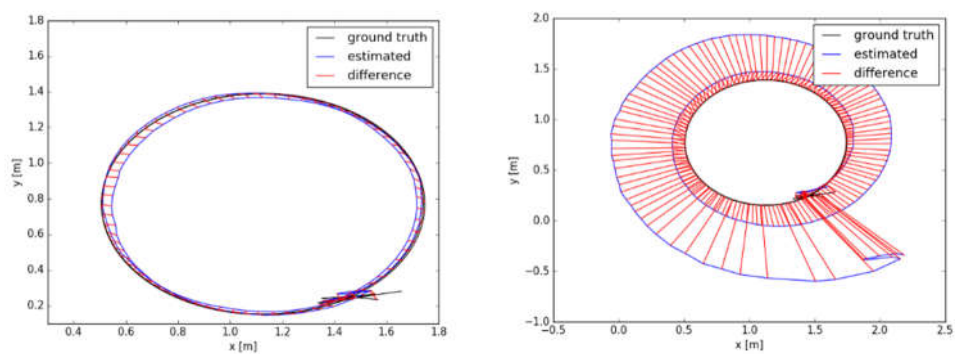 1.8
1.6
1.4
1.2
1.0
0.8
0.6
0.4
0.2
y [m]
0.4 0.6 0.8 1.0 1.2 1.4 1.6 1.8
x [m]
ground truth
estimated
difference
2.0
1.5
1.0
0.5
0.0
-0.5
-1.0
y [m]
-0.5 0.0 0.5 1.0 1.5 2.0 2.5
x [m]
ground truth
estimated
difference